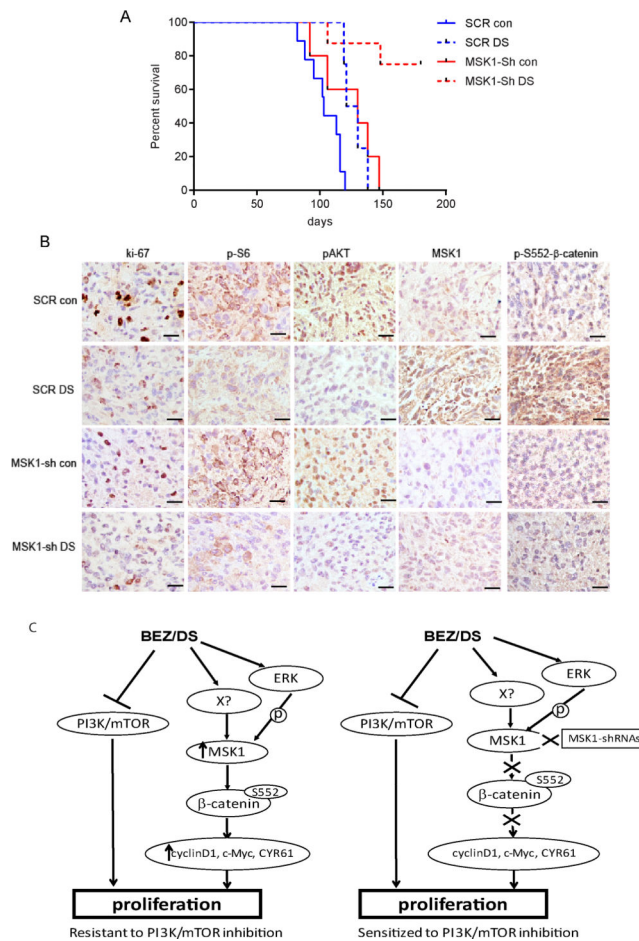 A
Percent survival
100
80
60
40
20
0
0 50 100 150 200
days
SCR con
SCR DS
MSK1-Sh con
MSK1-Sh DS
B
ki-67 p-S6 pAKT MSK1 p-S552-β-catenin
SCR con
SCR DS
MSK1-sh con
MSK1-sh DS
C
BEZ/DS
ERK
X?
p
PI3K/mTOR
MSK1
S552
β-catenin
cyclinD1, c-Myc, CYR61
proliferation
Resistant to PI3K/mTOR inhibition
BEZ/DS
ERK
X?
p
PI3K/mTOR
MSK1
MSK1-shRNAs
S552
β-catenin
cyclinD1, c-Myc, CYR61
proliferation
Sensitized to PI3K/mTOR inhibition